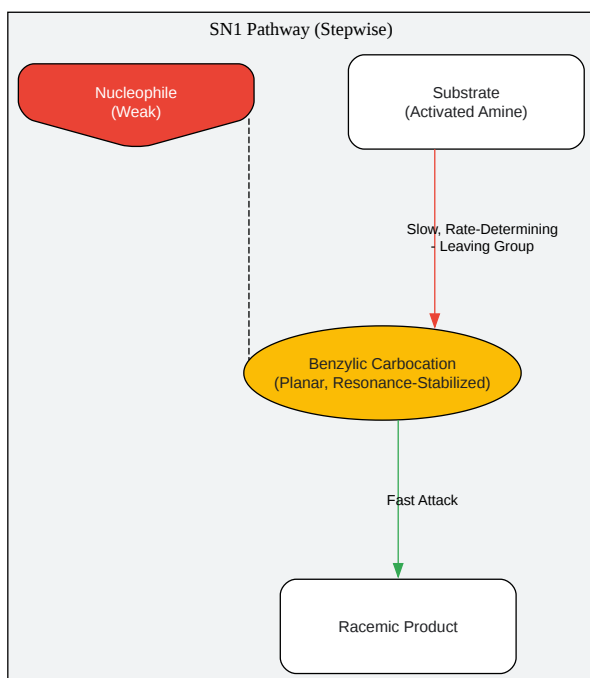 SN1 Pathway (Stepwise)
Nucleophile
(Weak)
Substrate
(Activated Amine)
Slow, Rate-Determining
- Leaving Group
Benzylic Carbocation
(Planar, Resonance-Stabilized)
Fast Attack
Racemic Product